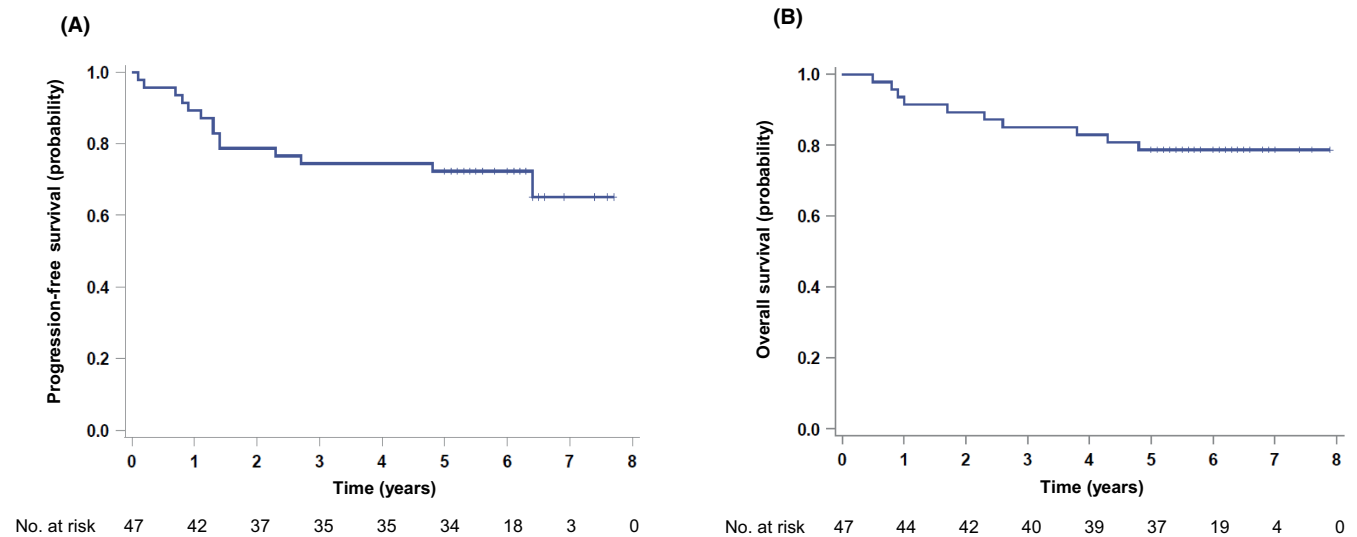 (A)
Progression-free survival (probability)
1.0
0.8
0.6
0.4
0.2
0.0
0 1 2 3 4 5 6 7 8
Time (years)
No. at risk 47 42 37 35 35 34 18 3 0
(B)
Overall survival (probability)
1.0
0.8
0.6
0.4
0.2
0.0
0 1 2 3 4 5 6 7 8
Time (years)
No. at risk 47 44 42 40 39 37 19 4 0